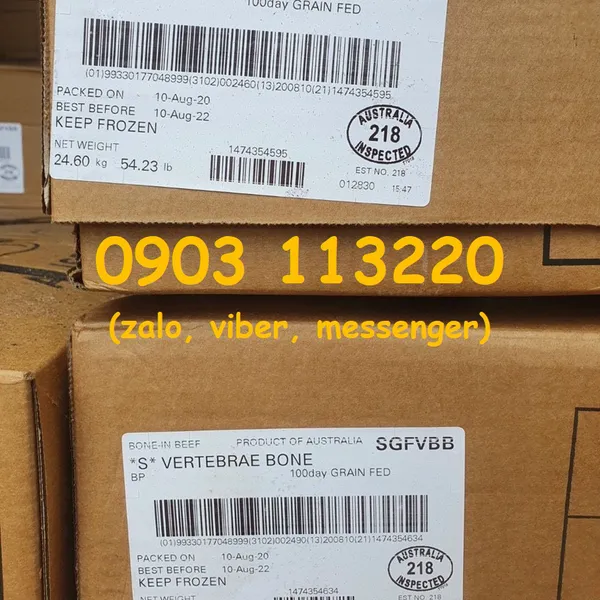 100day GRAIN FED
(01)99330177048999(3102)002460(13)200810(21)1474354595
PACKED ON 10-Aug-20
BEST BEFORE 10-Aug-22
KEEP FROZEN
NET WEIGHT
24.60 kg 54.23 lb
1474354595
AUSTRALIA
218
INSPECTED
EST NO. 218
012830 15:47
0903 113220
(zalo, viber, messenger)
BONE-IN BEEF PRODUCT OF AUSTRALIA SGFVBB
*S* VERTEBRAE BONE
BP 100day GRAIN FED
(01)99330177048999(3102)002490(13)200810(21)1474354634
PACKED ON 10-Aug-20
BEST BEFORE 10-Aug-22
KEEP FROZEN
NET WEIGHT
1474354634
AUSTRALIA
218
INSPECTED
EST NO. 218